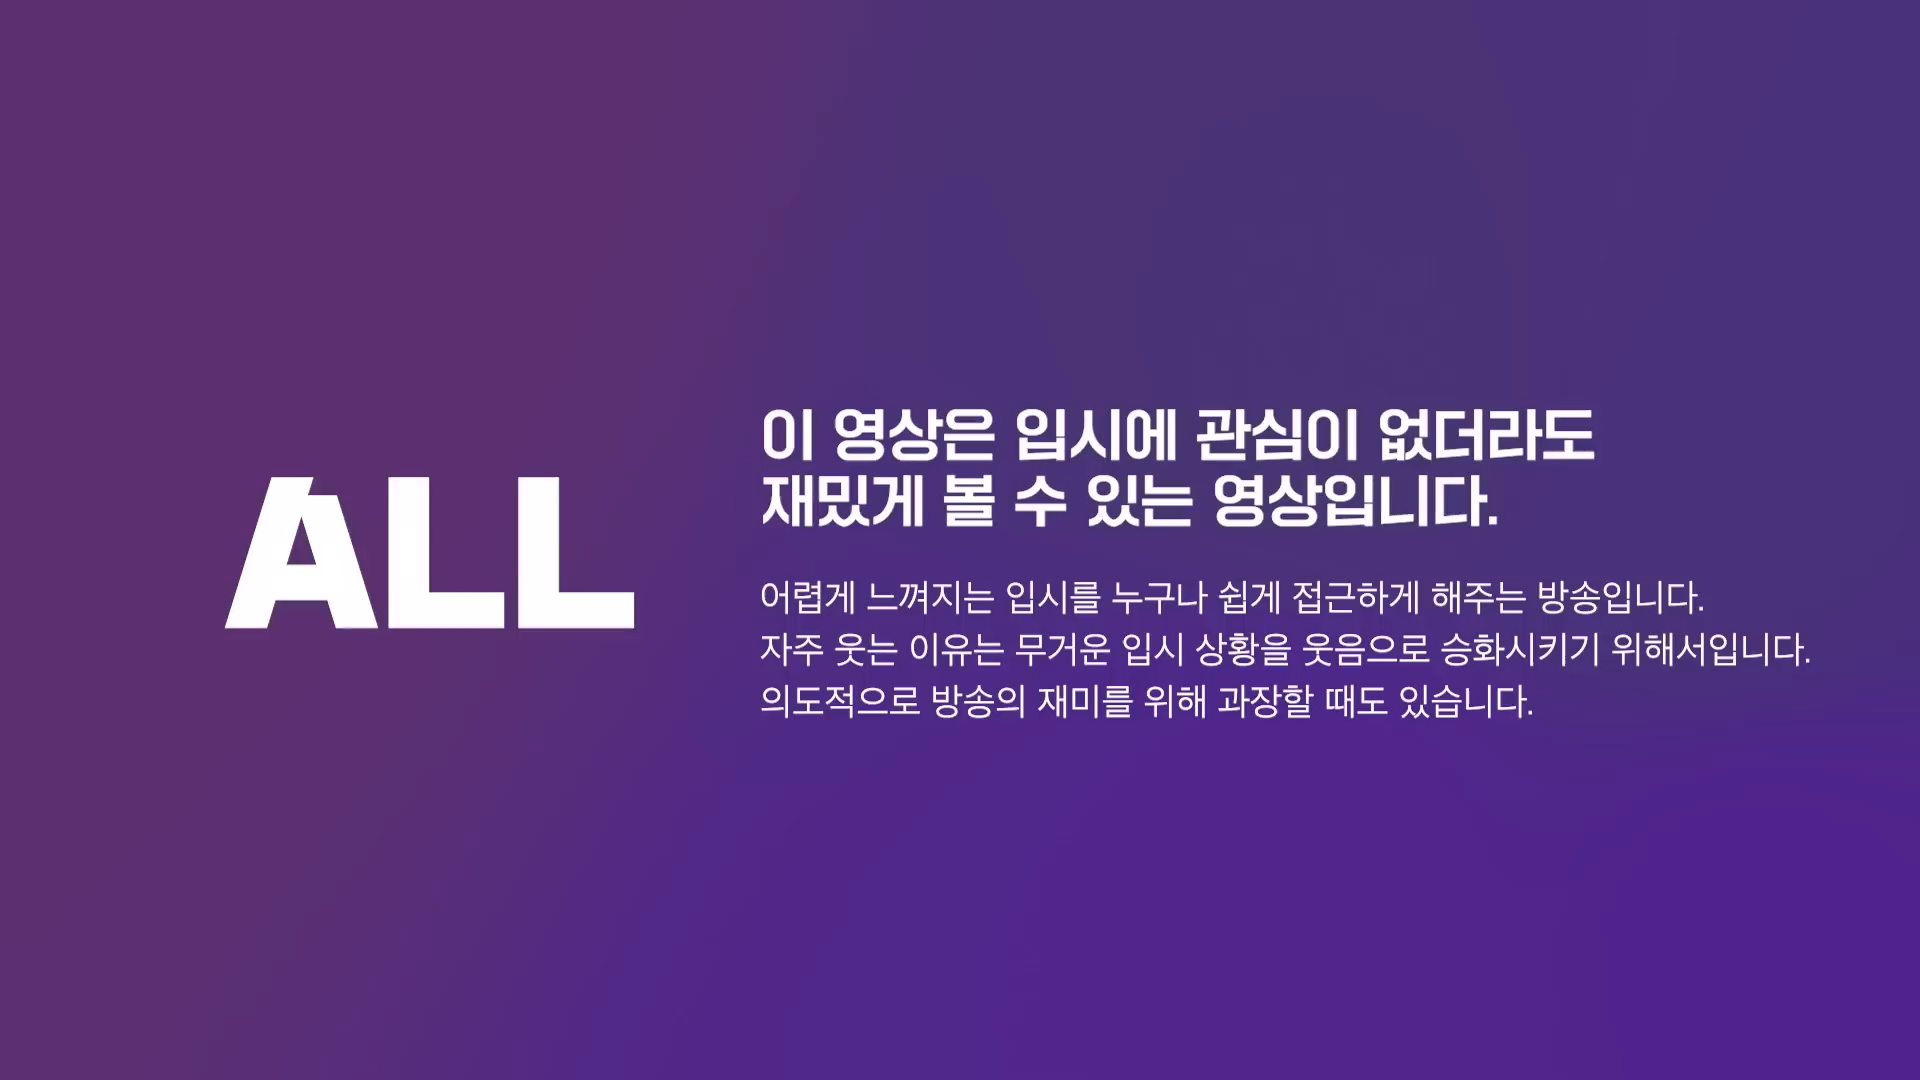 ALL
이 영상은 입시에 관심이 없더라도
재밌게 볼 수 있는 영상입니다.
어렵게 느껴지는 입시를 누구나 쉽게 접근하게 해주는 방송입니다.
자주 웃는 이유는 무거운 입시 상황을 웃음으로 승화시키기 위해서입니다.
의도적으로 방송의 재미를 위해 과장할 때도 있습니다.